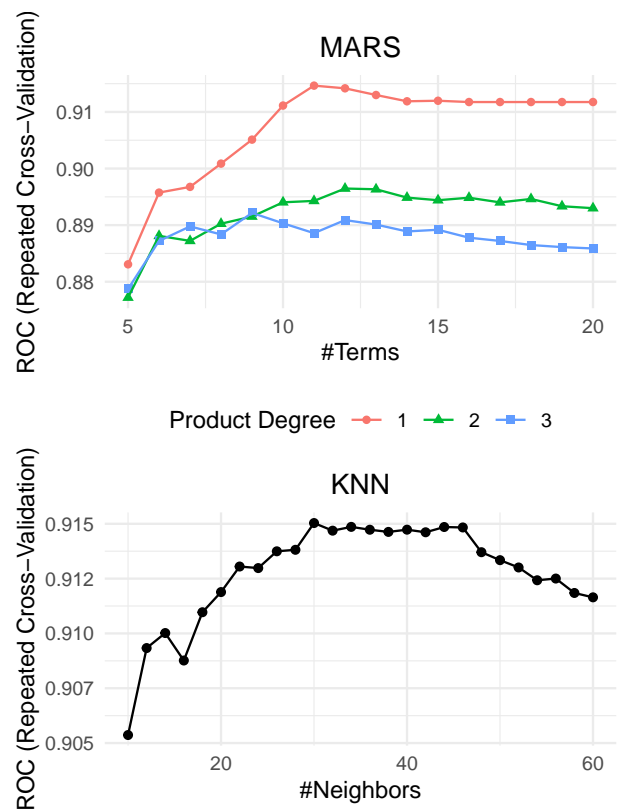 MARS
ROC (Repeated Cross−Validation)
0.91
0.90
0.89
0.88
5 10 15 20
#Terms
Product Degree 1 2 3
KNN
ROC (Repeated Cross−Validation)
0.915
0.912
0.910
0.907
0.905
20 40 60
#Neighbors